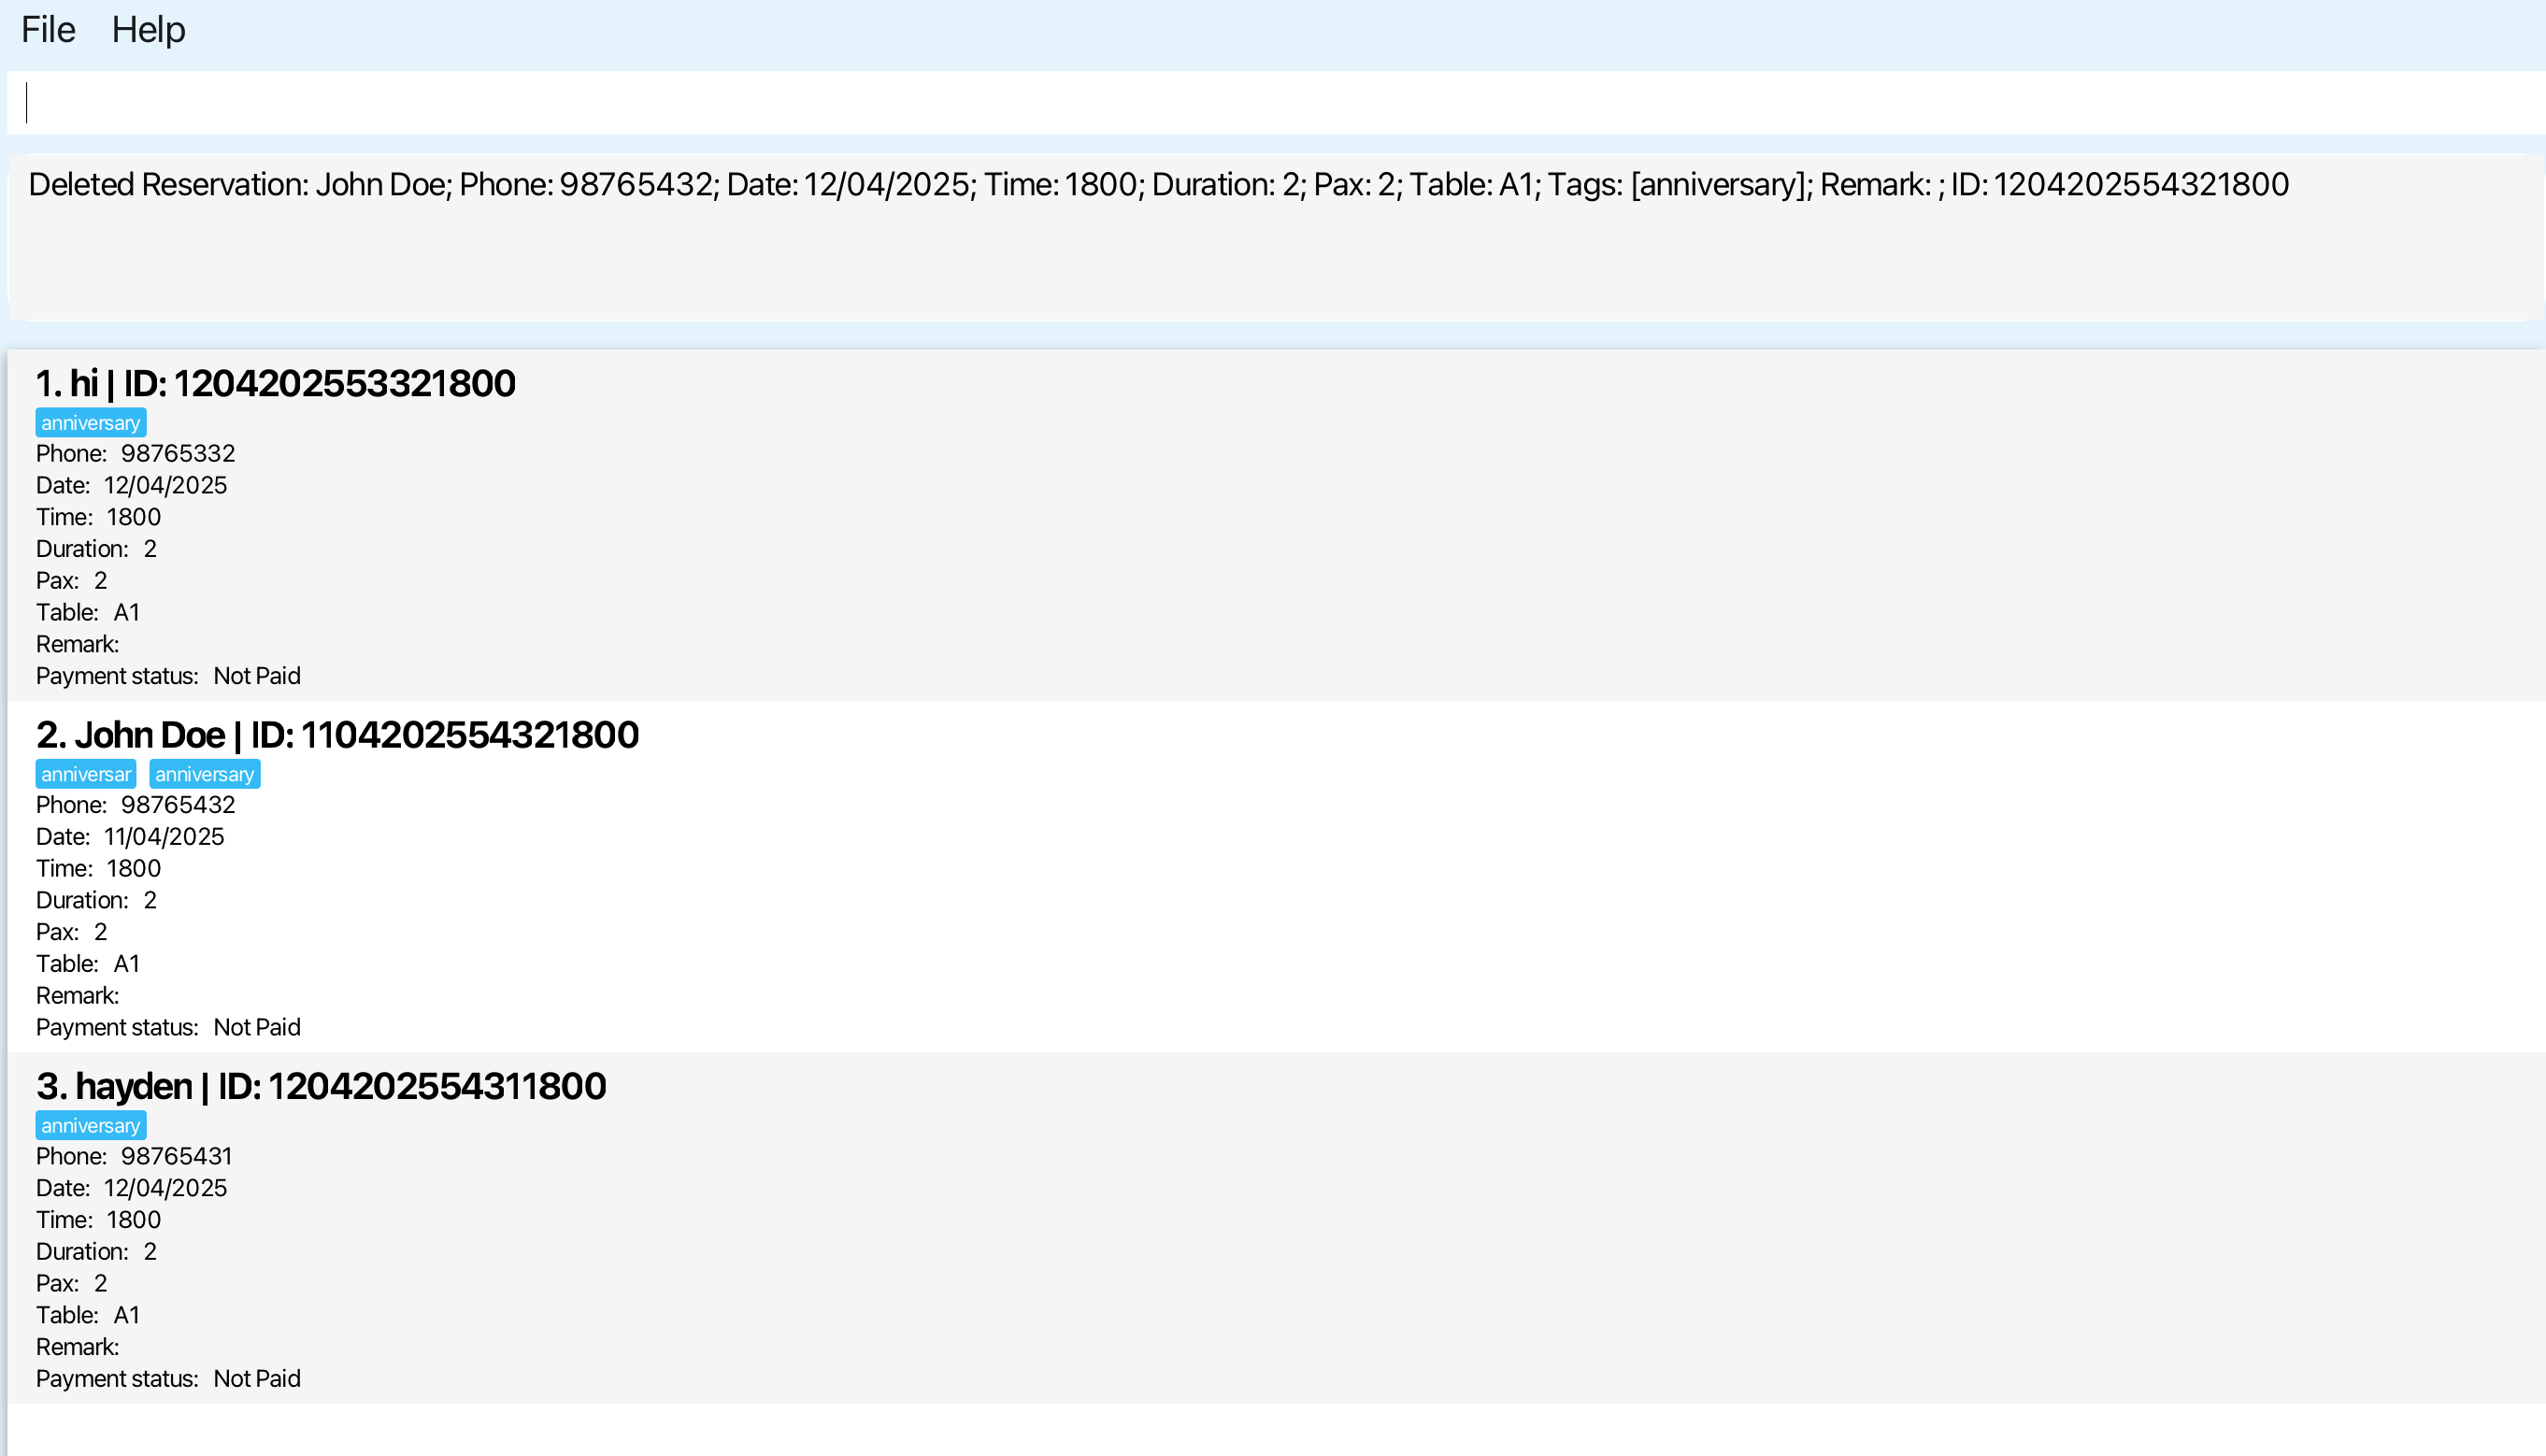 File Help
Deleted Reservation: John Doe; Phone: 98765432; Date: 12/04/2025; Time: 1800; Duration: 2; Pax: 2; Table: A1; Tags: [anniversary]; Remark: ; ID: 1204202554321800
1. hi | ID: 1204202553321800
anniversary
Phone: 98765332
Date: 12/04/2025
Time: 1800
Duration: 2
Pax: 2
Table: A1
Remark:
Payment status: Not Paid
2. John Doe | ID: 1104202554321800
anniversar anniversary
Phone: 98765432
Date: 11/04/2025
Time: 1800
Duration: 2
Pax: 2
Table: A1
Remark:
Payment status: Not Paid
3. hayden | ID: 1204202554311800
anniversary
Phone: 98765431
Date: 12/04/2025
Time: 1800
Duration: 2
Pax: 2
Table: A1
Remark:
Payment status: Not Paid